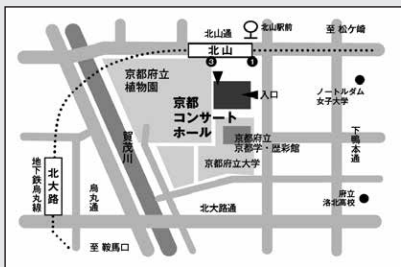 北山通
北山駅前
至 松ヶ崎
北山
3
1
京都府立
植物園
入口
ノートルダム
女子大学
京都
コンサート
ホール
賀茂川
京都府立
京都学・歴彩館
京都府立大学
下鴨本通
北大路
地下鉄烏丸線
烏丸通
北大路通
府立
洛北高校
至 鞍馬口